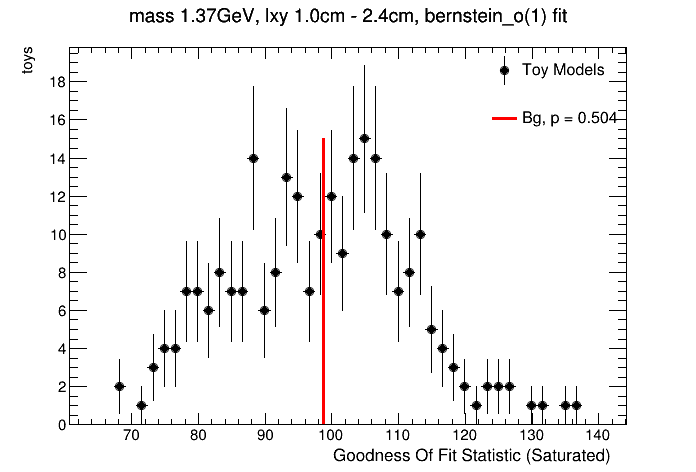 mass 1.37GeV, lxy 1.0cm - 2.4cm, bernstein_o(1) fit
toys
18
16
14
12
10
8
6
4
2
0
Toy Models
Bg, p = 0.504
70 80 90 100 110 120 130 140
Goodness Of Fit Statistic (Saturated)